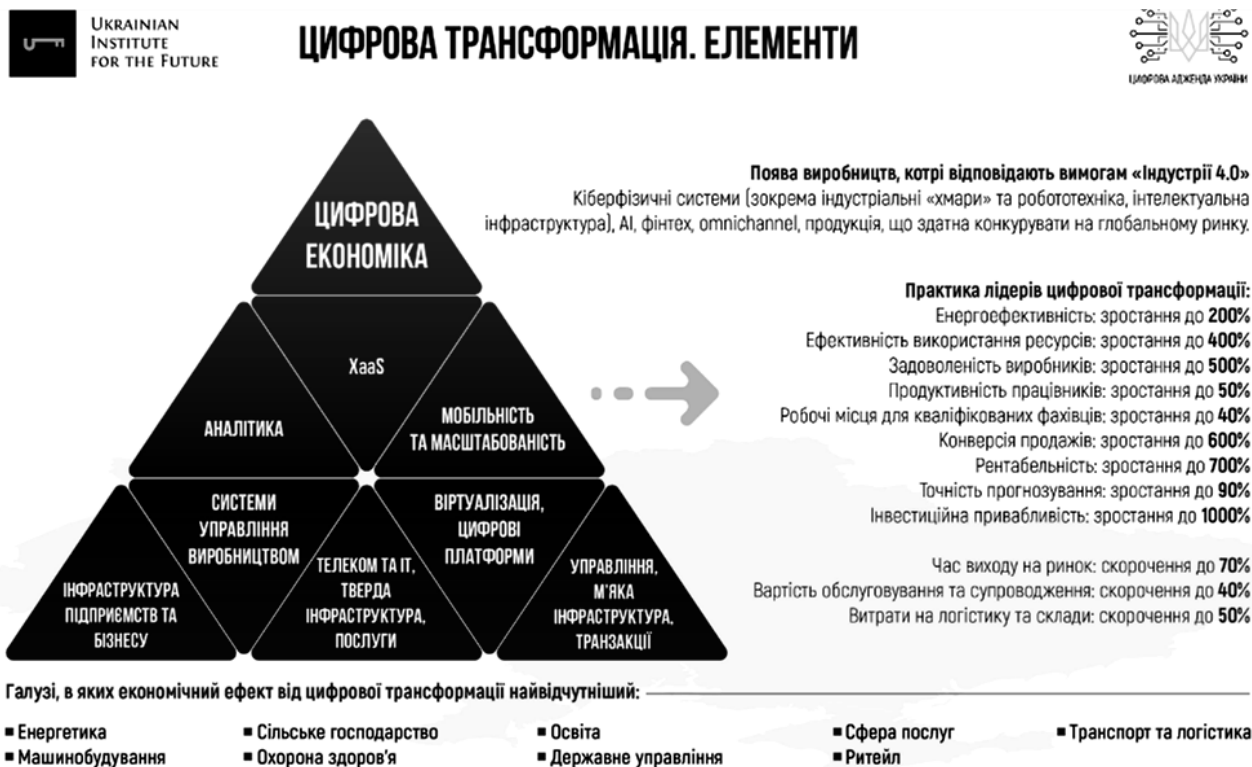 UKRAINIAN
INSTITUTE
FOR THE FUTURE
ЦИФРОВА ТРАНСФОРМАЦІЯ. ЕЛЕМЕНТИ
ЦИФРОВА АДЖЕНДА УКРАЇНИ
ЦИФРОВА
ЕКОНОМІКА
XaaS
АНАЛІТИКА
МОБІЛЬНІСТЬ
ТА МАСШТАБОВАНІСТЬ
СИСТЕМИ
УПРАВЛІННЯ
ВИРОБНИЦТВОМ
ВІРТУАЛІЗАЦІЯ,
ЦИФРОВІ
ПЛАТФОРМИ
ІНФРАСТРУКТУРА
ПІДПРИЄМСТВ ТА
БІЗНЕСУ
ТЕЛЕКОМ ТА ІТ,
ТВЕРДА
ІНФРАСТРУКТУРА,
ПОСЛУГИ
УПРАВЛІННЯ,
М'ЯКА
ІНФРАСТРУКТУРА,
ТРАНЗАКЦІЇ
Поява виробництв, котрі відповідають вимогам «Індустрії 4.0»
Кіберфізичні системи (зокрема індустріальні «хмари» та робототехніка, інтелектуальна
інфраструктура), AI, фінтех, omnichannel, продукція, що здатна конкурувати на глобальному ринку.
Практика лідерів цифрової трансформації:
Енергоефективність: зростання до 200%
Ефективність використання ресурсів: зростання до 400%
Задоволеність виробників: зростання до 500%
Продуктивність працівників: зростання до 50%
Робочі місця для кваліфікованих фахівців: зростання до 40%
Конверсія продажів: зростання до 600%
Рентабельність: зростання до 700%
Точність прогнозування: зростання до 90%
Інвестиційна привабливість: зростання до 1000%
Час виходу на ринок: скорочення до 70%
Вартість обслуговування та супроводження: скорочення до 40%
Витрати на логістику та склади: скорочення до 50%
Галузі, в яких економічний ефект від цифрової трансформації найвідчутніший:
▪ Енергетика
▪ Машинобудування
▪ Сільське господарство
▪ Охорона здоров'я
▪ Освіта
▪ Державне управління
▪ Сфера послуг
▪ Ритейл
▪ Транспорт та логістика